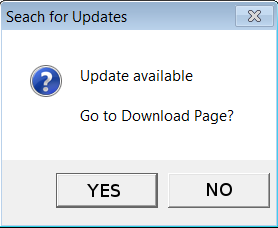 Seach for Updates
Update available
Go to Download Page?
YES
NO